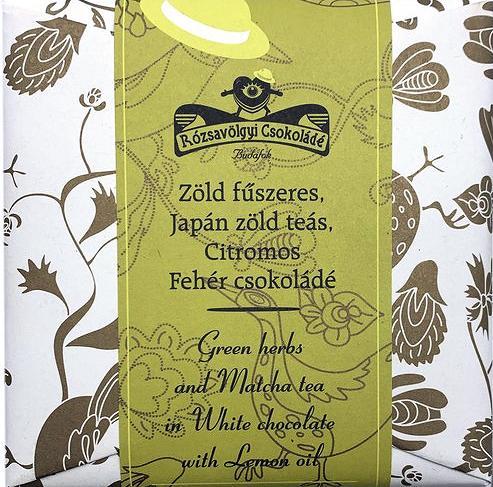 Rózsavölgyi Csokoládé
Budafok
Zöld fűszeres,
Japán zöld teás,
Citromos
Fehér csokoládé
Green herbs
and Matcha tea
in White chocolate
with Lemon oil